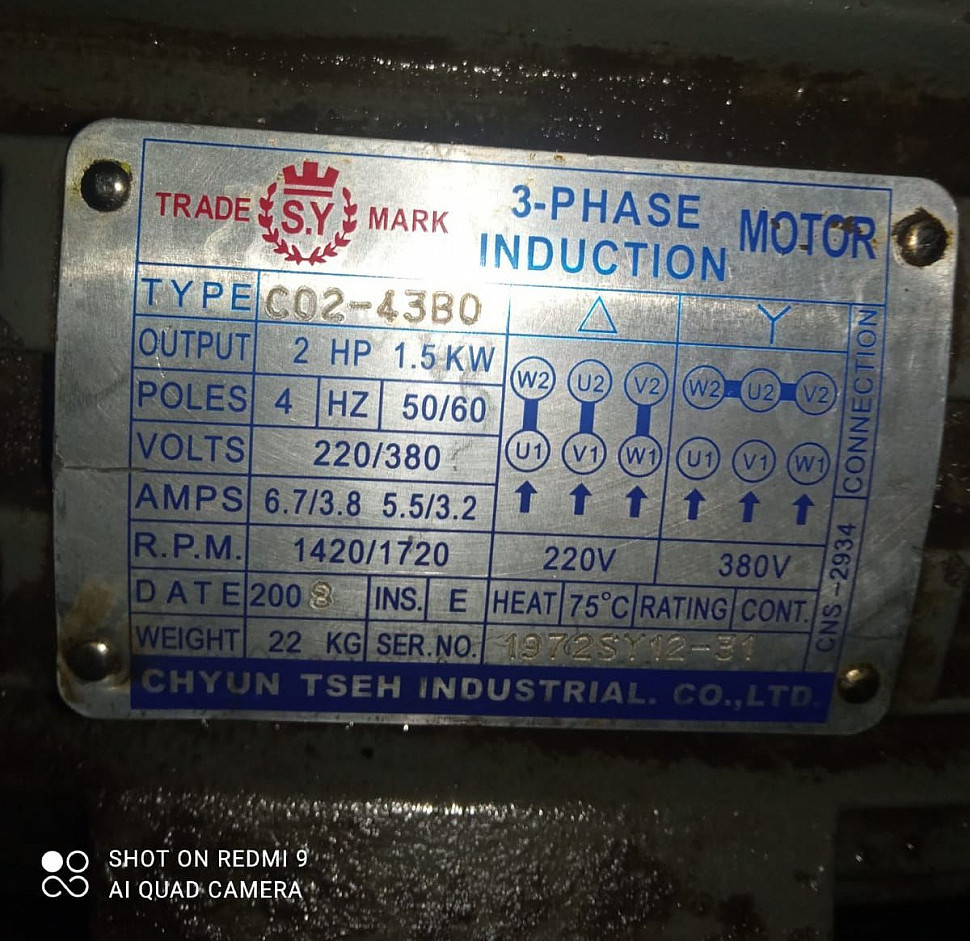 TRADE S.Y MARK
3-PHASE INDUCTION MOTOR
TYPE C02-43B0
OUTPUT 2 HP 1.5 KW
POLES 4 HZ 50/60
VOLTS 220/380
AMPS 6.7/3.8 5.5/3.2
R.P.M. 1420/1720
△ Y
W2 U2 V2 W2 U2 V2
U1 V1 W1 U1 V1 W1
220V 380V
CNS-2934 CONNECTION
DATE 2008 INS. E HEAT 75°C RATING CONT.
WEIGHT 22 KG SER.NO. 1972SY12-31
CHYUN TSEH INDUSTRIAL. CO.,LTD.
SHOT ON REDMI 9
AI QUAD CAMERA